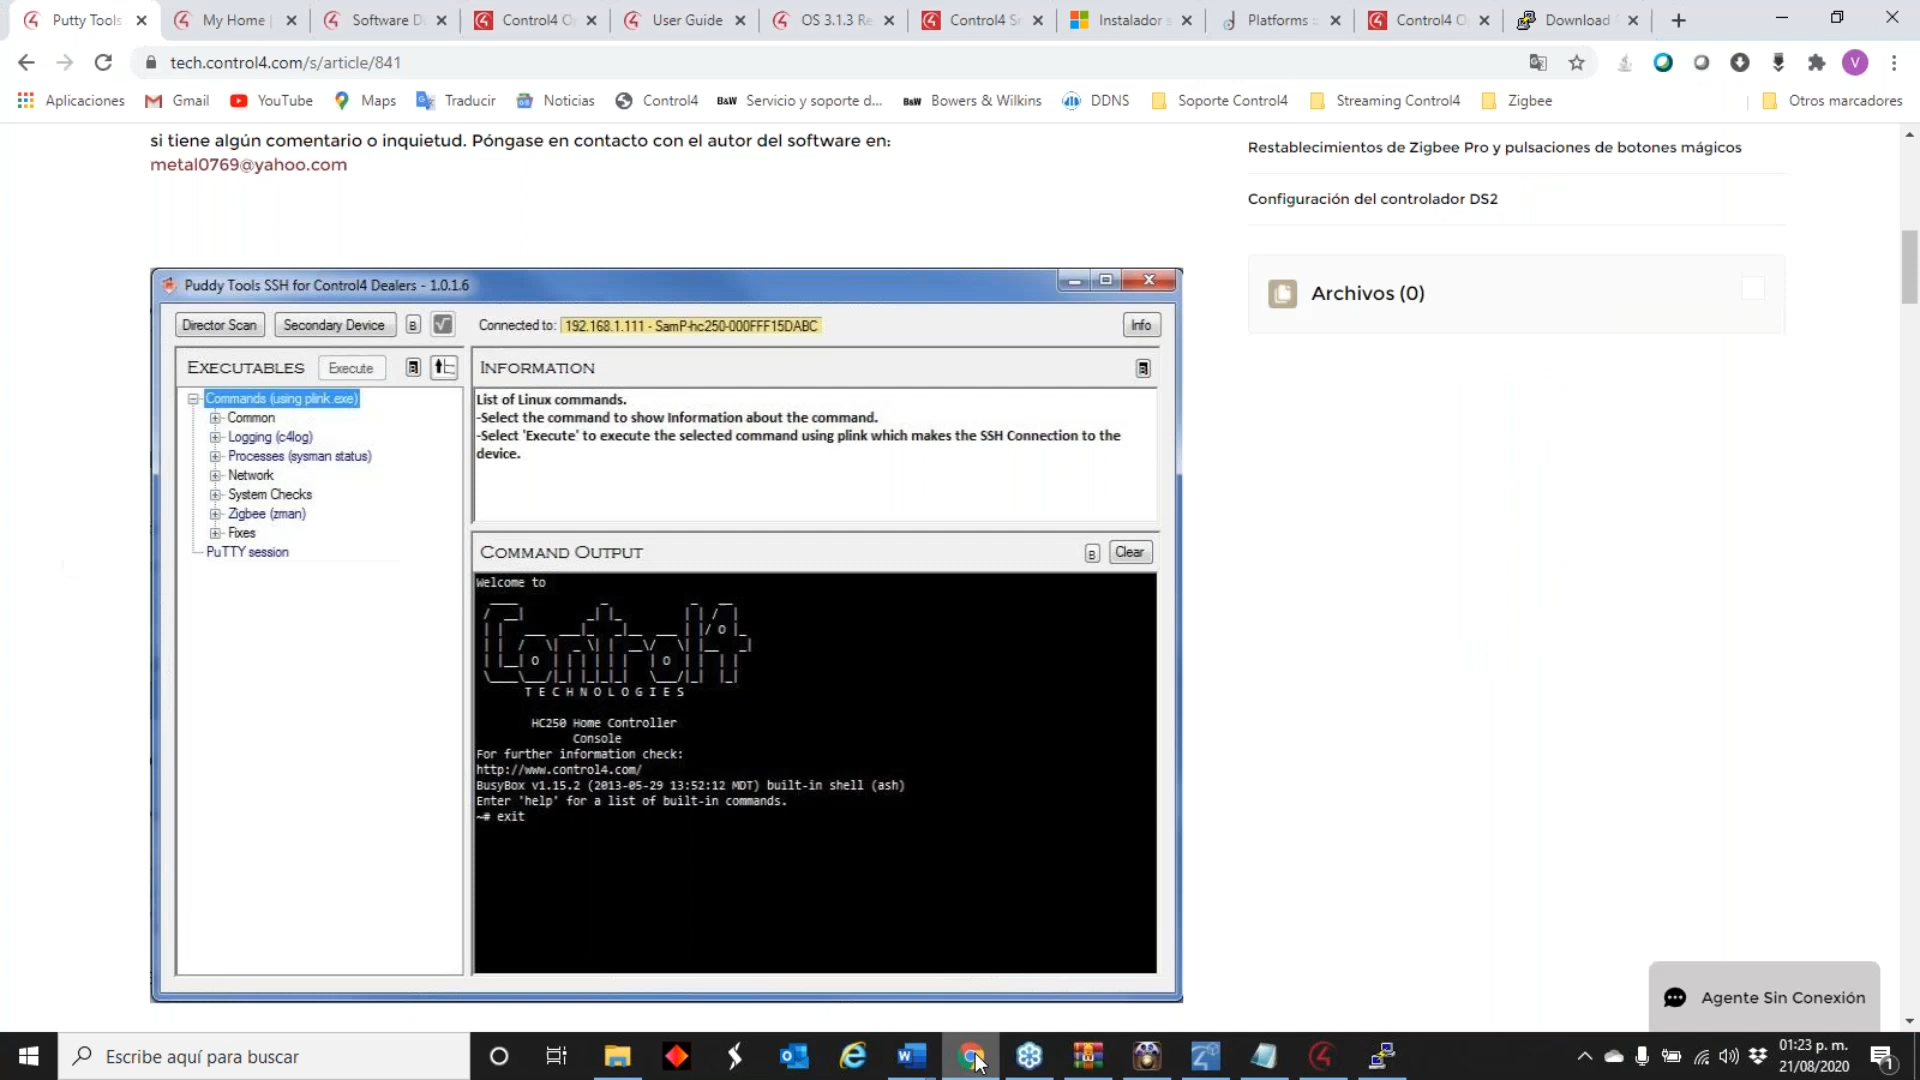 Putty Tools
My Home |
Software D
Control4 O
User Guide
OS 3.1.3 Re
Control4 S
Instalador
Platforms ::
Control4 O
Download
tech.control4.com/s/article/841
V
Aplicaciones
Gmail
YouTube
Maps
Traducir
Noticias
Control4
B&W Servicio y soporte d...
B&W Bowers & Wilkins
DDNS
Soporte Control4
Streaming Control4
Zigbee
Otros marcadores
si tiene algún comentario o inquietud. Póngase en contacto con el autor del software en:
metal0769@yahoo.com
Restablecimientos de Zigbee Pro y pulsaciones de botones mágicos
Configuración del controlador DS2
Archivos (0)
Puddy Tools SSH for Control4 Dealers - 1.0.1.6
Director Scan
Secondary Device
B
Connected to: 192.168.1.111 - SamP-hc250-000FFF15DABC
Info
EXECUTABLES
Execute
Commands (using plink.exe)
Common
Logging (c4log)
Processes (sysman status)
Network
System Checks
Zigbee (zman)
Fixes
PuTTY session
INFORMATION
List of Linux commands.
-Select the command to show Information about the command.
-Select 'Execute' to execute the selected command using plink which makes the SSH Connection to the
device.
COMMAND OUTPUT
B
Clear
Welcome to
Control4
T E C H N O L O G I E S
HC250 Home Controller
Console
For further information check:
http://www.control4.com/
BusyBox v1.15.2 (2013-05-29 13:52:12 MDT) built-in shell (ash)
Enter 'help' for a list of built-in commands.
~# exit
Agente Sin Conexión
Escribe aquí para buscar
01:23 p. m.
21/08/2020
1